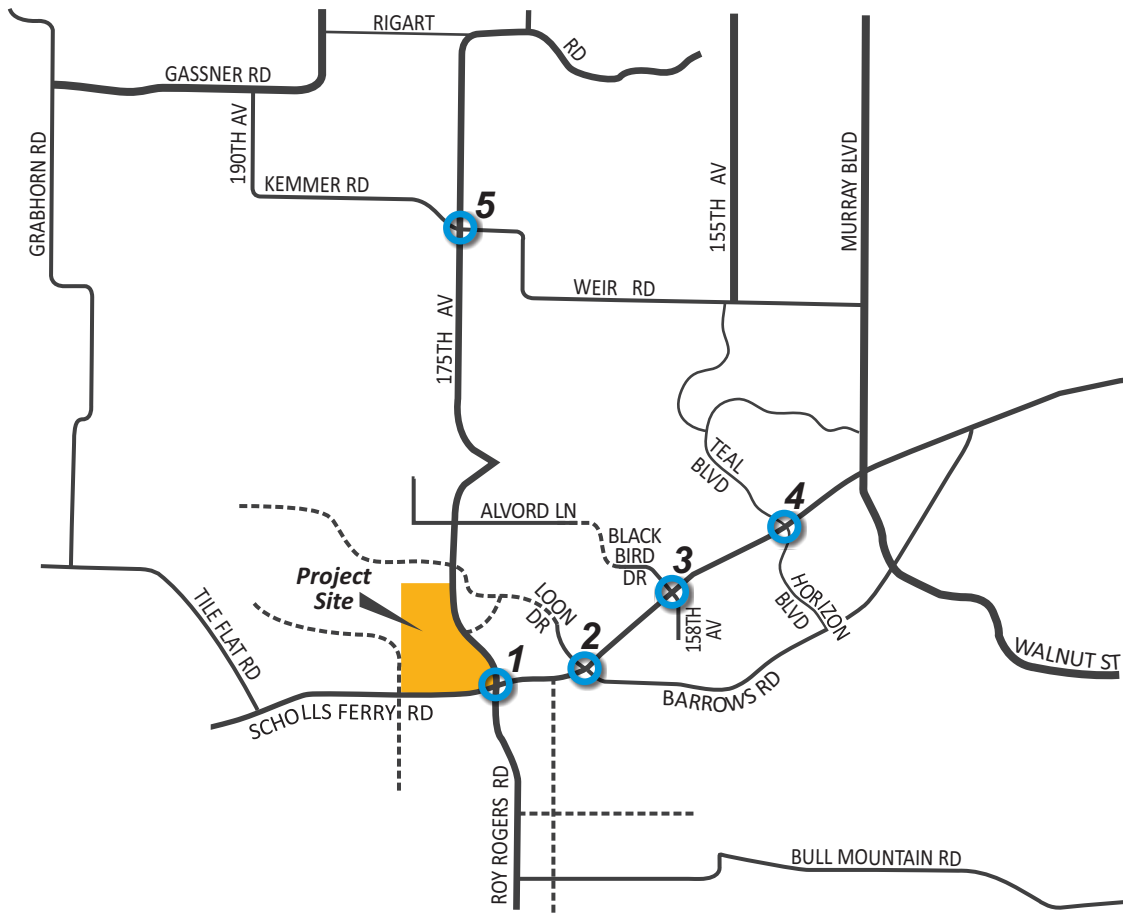 RIGART
RD
GASSNER RD
190TH AV
GRABHORN RD
KEMMER RD
5
155TH AV
MURRAY BLVD
WEIR RD
175TH AV
TEAL
BLVD
4
ALVORD LN
BLACK
BIRD
DR
3
Project
Site
LOON
DR
HORIZON
BLVD
158TH
AV
2
TILE FLAT RD
1
WALNUT ST
BARROWS RD
SCHOLLS FERRY RD
ROY ROGERS RD
BULL MOUNTAIN RD